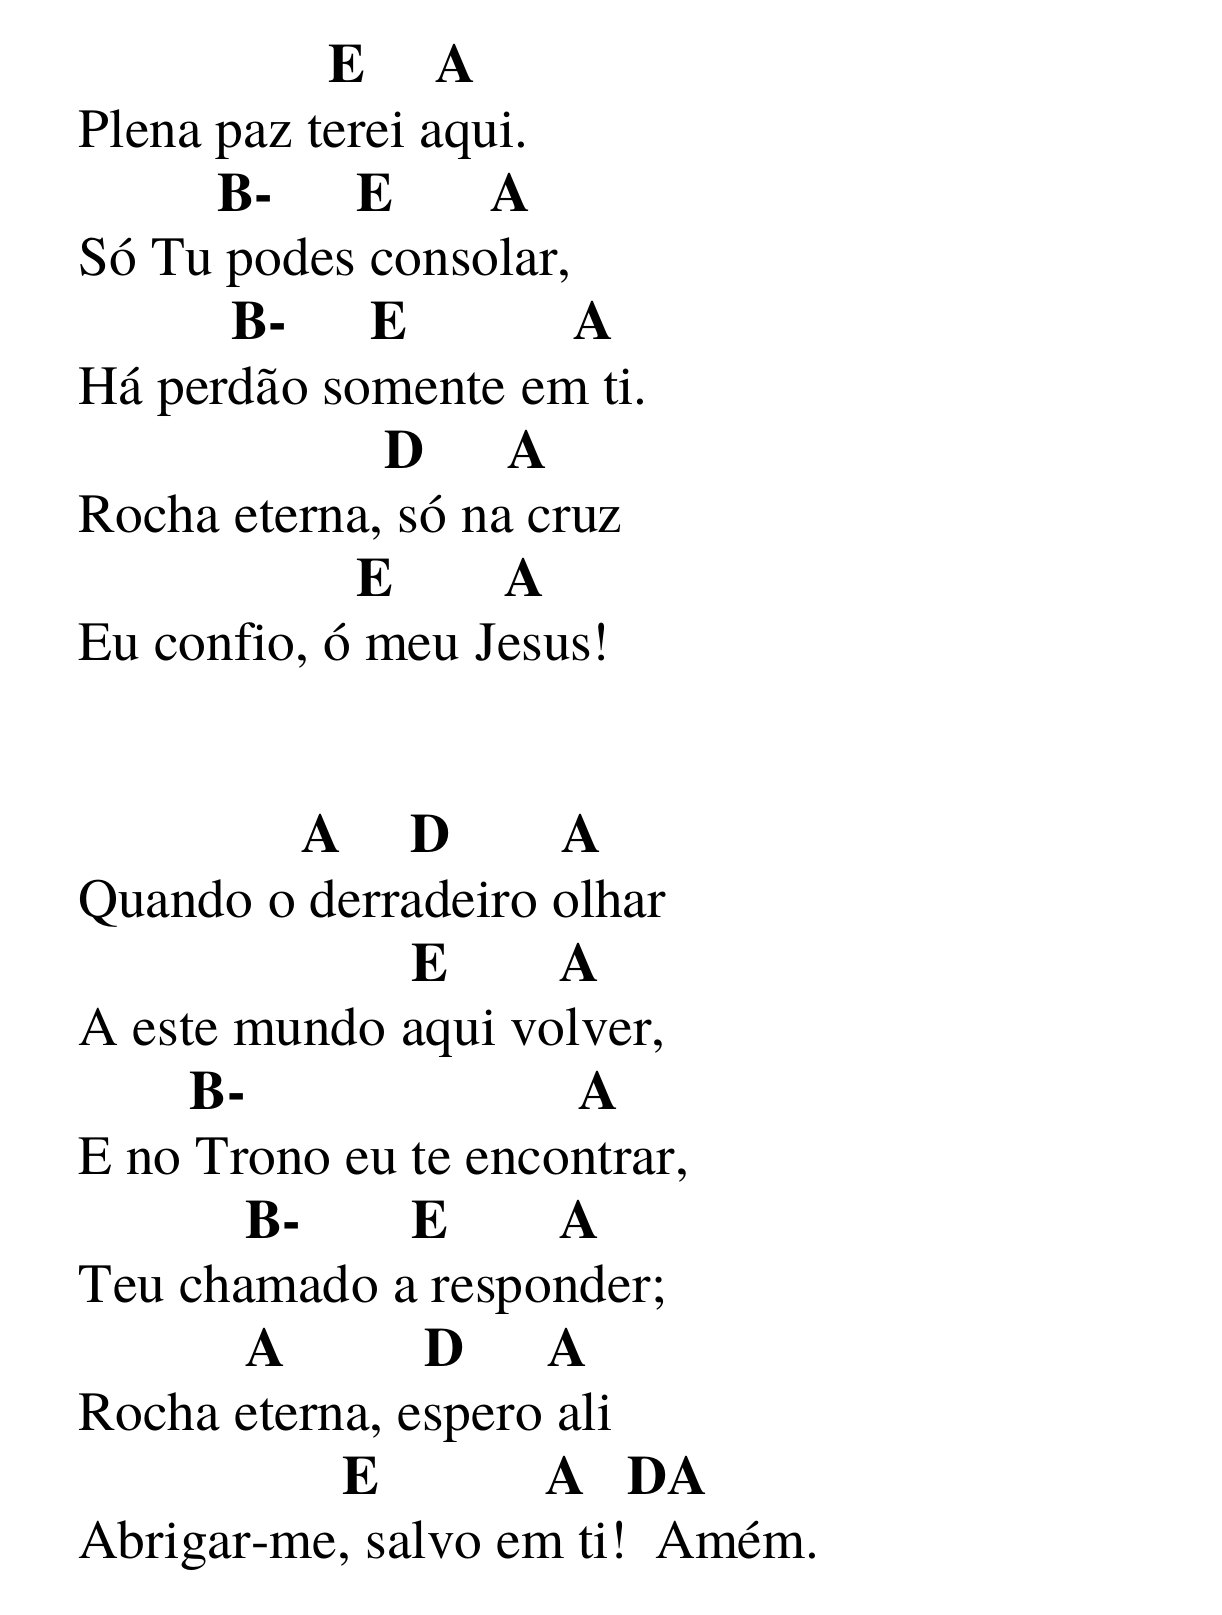 E A
Plena paz terei aqui.
B- E A
Só Tu podes consolar,
B- E A
Há perdão somente em ti.
D A
Rocha eterna, só na cruz
E A
Eu confio, ó meu Jesus!
A D A
Quando o derradeiro olhar
E A
A este mundo aqui volver,
B- A
E no Trono eu te encontrar,
B- E A
Teu chamado a responder;
A D A
Rocha eterna, espero ali
E A DA
Abrigar-me, salvo em ti! Amém.